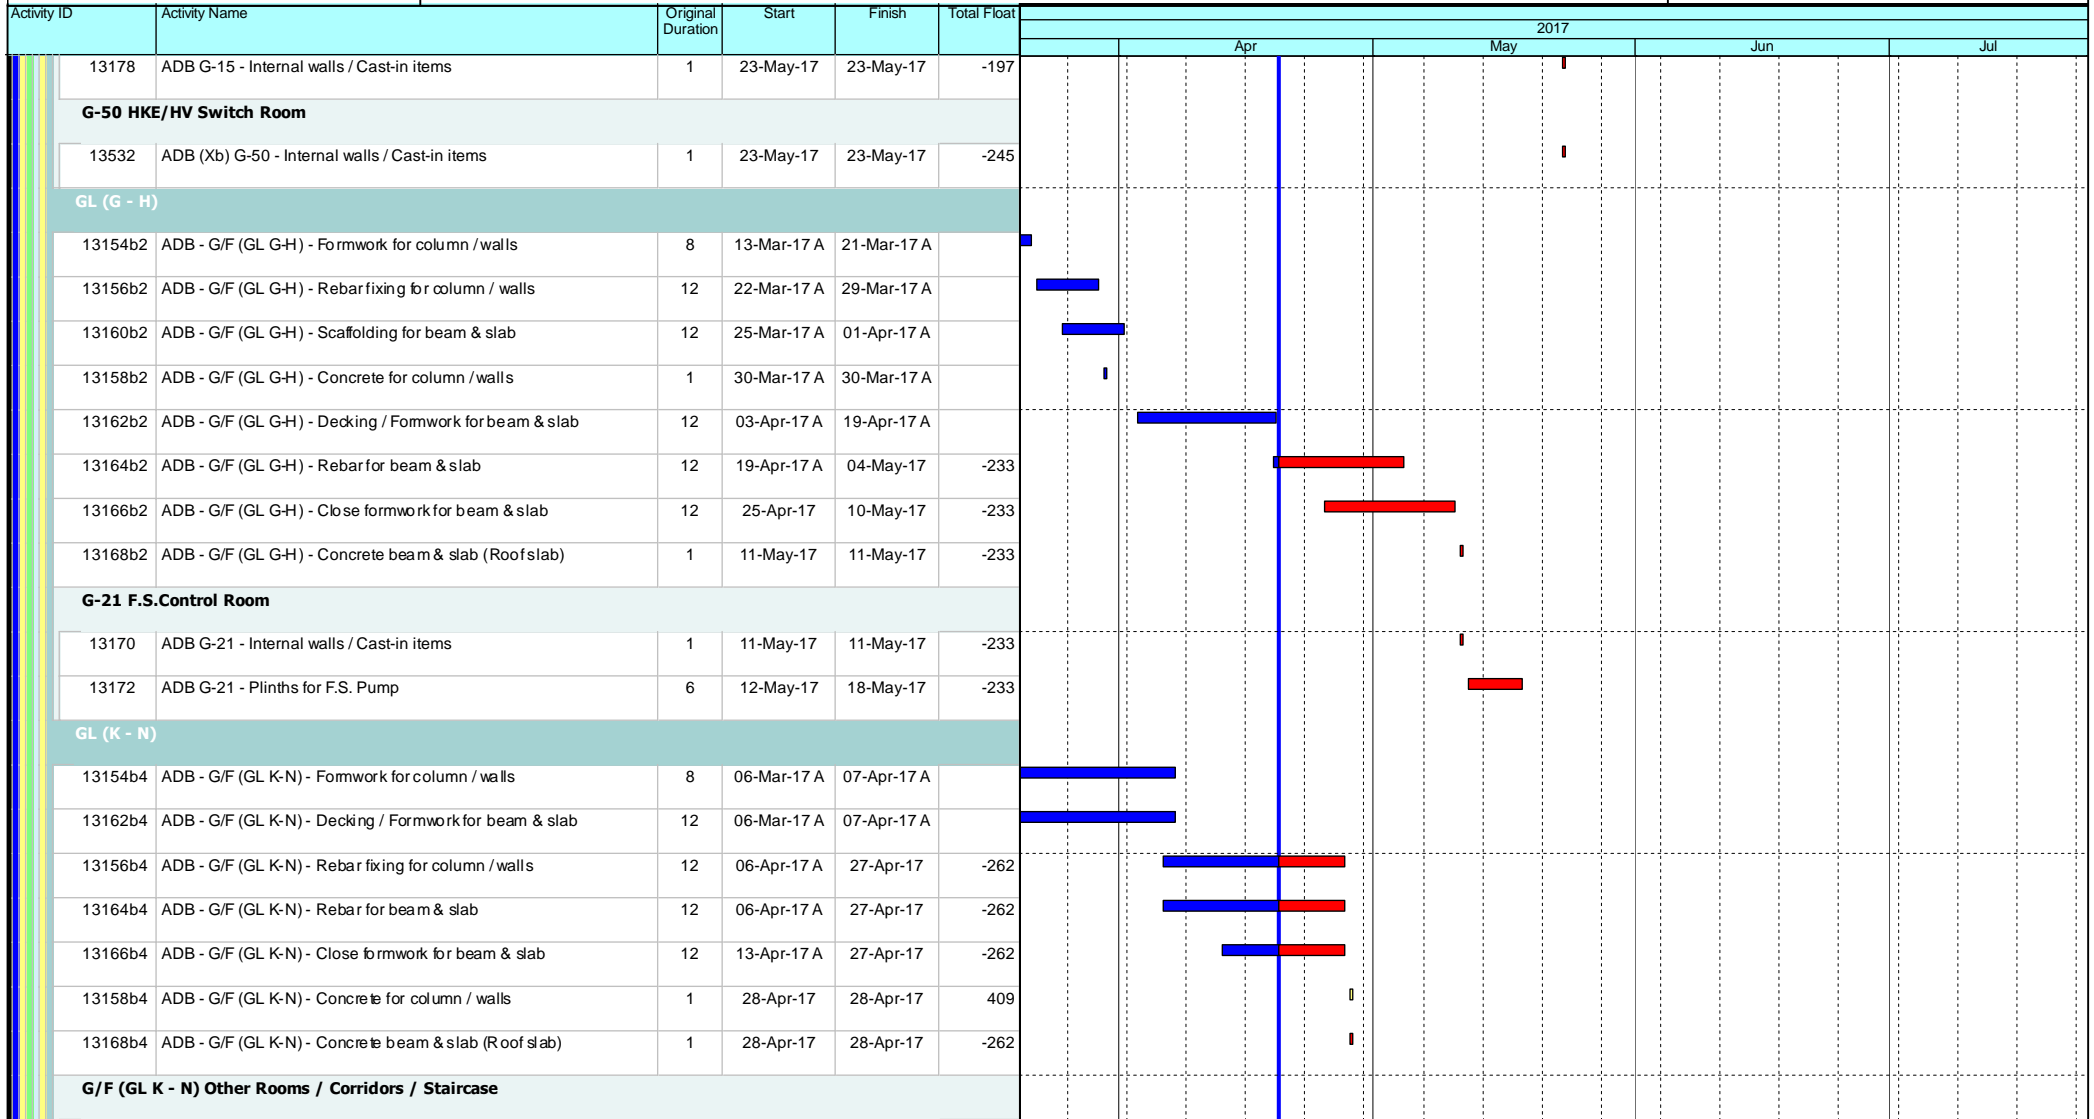 Activity ID Activity Name Original Duration Start Finish Total Float
2017
Apr May Jun Jul
13178 ADB G-15 - Internal walls / Cast-in items 1 23-May-17 23-May-17 -197
G-50 HKE/HV Switch Room
13532 ADB (Xb) G-50 - Internal walls / Cast-in items 1 23-May-17 23-May-17 -245
GL (G - H)
13154b2 ADB - G/F (GL G-H) - Formwork for column / walls 8 13-Mar-17 A 21-Mar-17 A
13156b2 ADB - G/F (GL G-H) - Rebar fixing for column / walls 12 22-Mar-17 A 29-Mar-17 A
13160b2 ADB - G/F (GL G-H) - Scaffolding for beam & slab 12 25-Mar-17 A 01-Apr-17 A
13158b2 ADB - G/F (GL G-H) - Concrete for column / walls 1 30-Mar-17 A 30-Mar-17 A
13162b2 ADB - G/F (GL G-H) - Decking / Formwork for beam & slab 12 03-Apr-17 A 19-Apr-17 A
13164b2 ADB - G/F (GL G-H) - Rebar for beam & slab 12 19-Apr-17 A 04-May-17 -233
13166b2 ADB - G/F (GL G-H) - Close formwork for beam & slab 12 25-Apr-17 10-May-17 -233
13168b2 ADB - G/F (GL G-H) - Concrete beam & slab (Roof slab) 1 11-May-17 11-May-17 -233
G-21 F.S.Control Room
13170 ADB G-21 - Internal walls / Cast-in items 1 11-May-17 11-May-17 -233
13172 ADB G-21 - Plinths for F.S. Pump 6 12-May-17 18-May-17 -233
GL (K - N)
13154b4 ADB - G/F (GL K-N) - Formwork for column / walls 8 06-Mar-17 A 07-Apr-17 A
13162b4 ADB - G/F (GL K-N) - Decking / Formwork for beam & slab 12 06-Mar-17 A 07-Apr-17 A
13156b4 ADB - G/F (GL K-N) - Rebar fixing for column / walls 12 06-Apr-17 A 27-Apr-17 -262
13164b4 ADB - G/F (GL K-N) - Rebar for beam & slab 12 06-Apr-17 A 27-Apr-17 -262
13166b4 ADB - G/F (GL K-N) - Close formwork for beam & slab 12 13-Apr-17 A 27-Apr-17 -262
13158b4 ADB - G/F (GL K-N) - Concrete for column / walls 1 28-Apr-17 28-Apr-17 409
13168b4 ADB - G/F (GL K-N) - Concrete beam & slab (Roof slab) 1 28-Apr-17 28-Apr-17 -262
G/F (GL K - N) Other Rooms / Corridors / Staircase